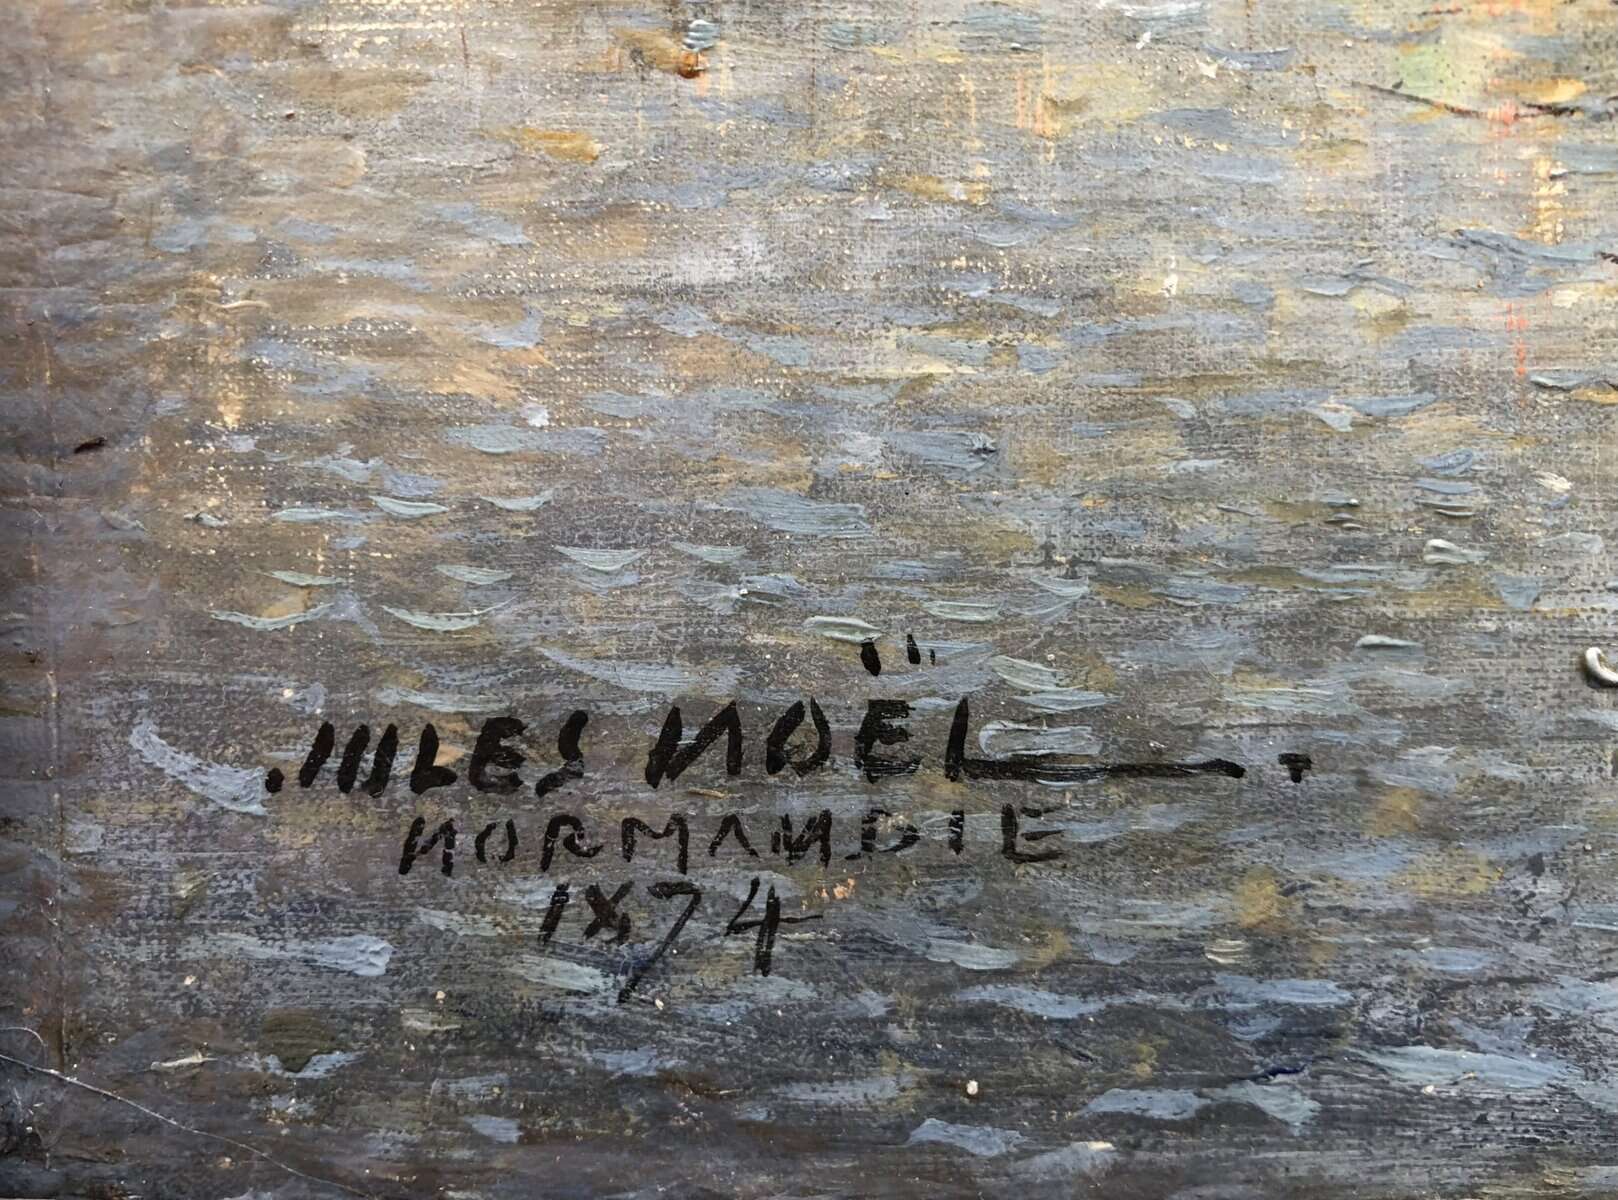 .JULES NOËL.
NORMANDIE
1874